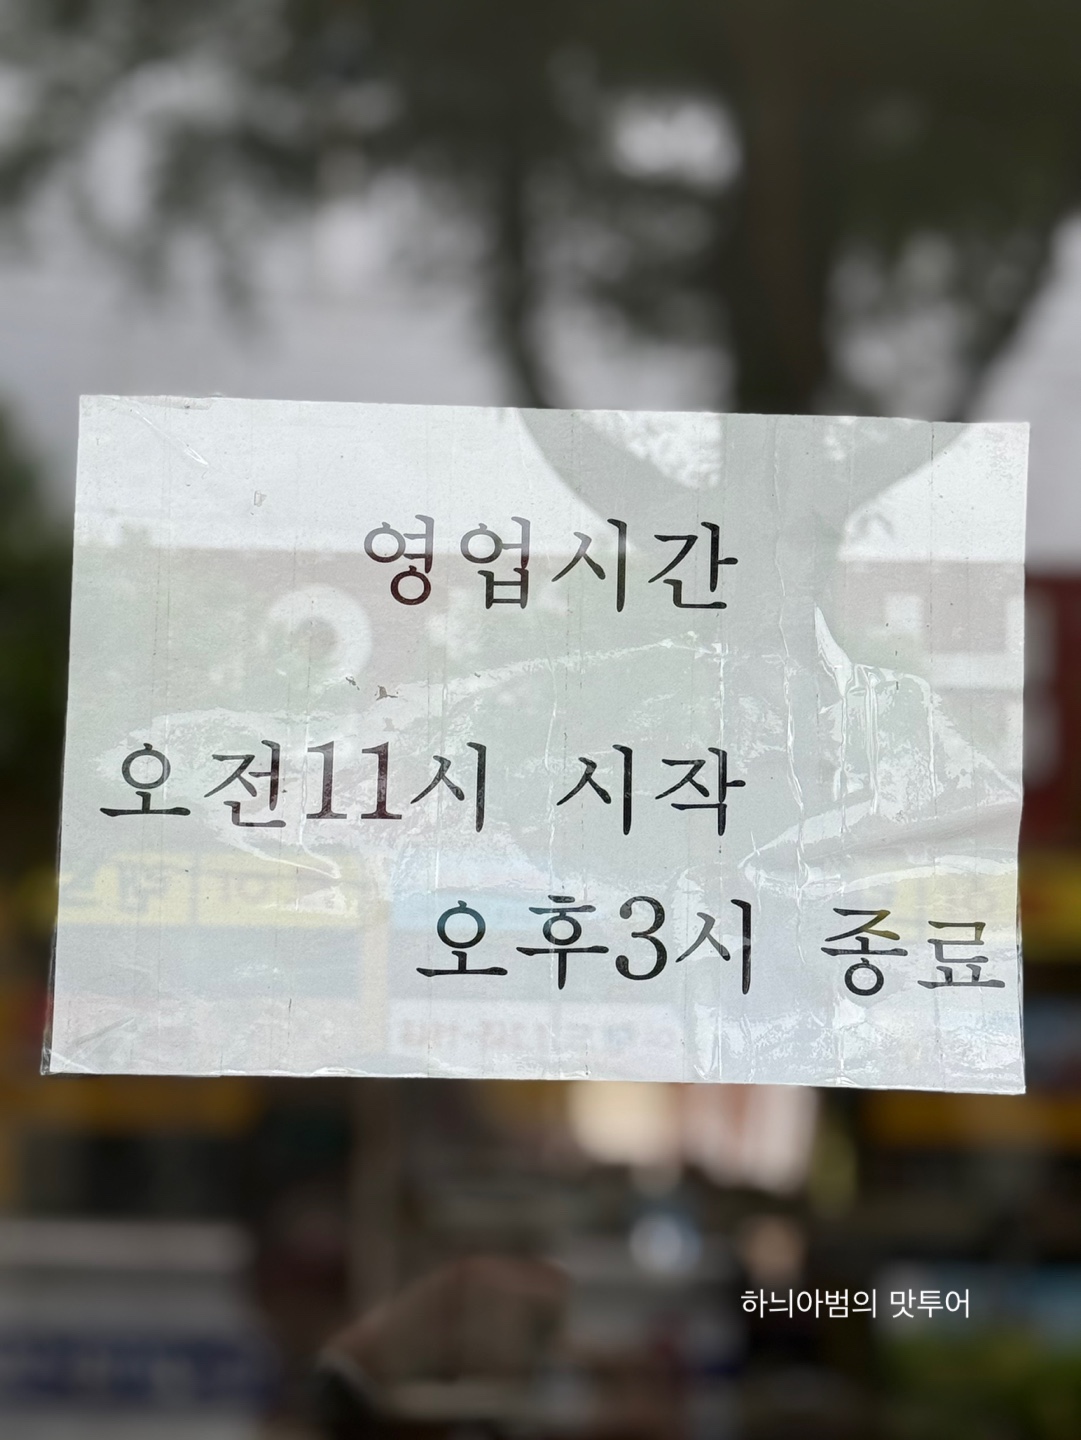 영업시간
오전11시 시작
오후3시 종료
하늬아범의 맛투어